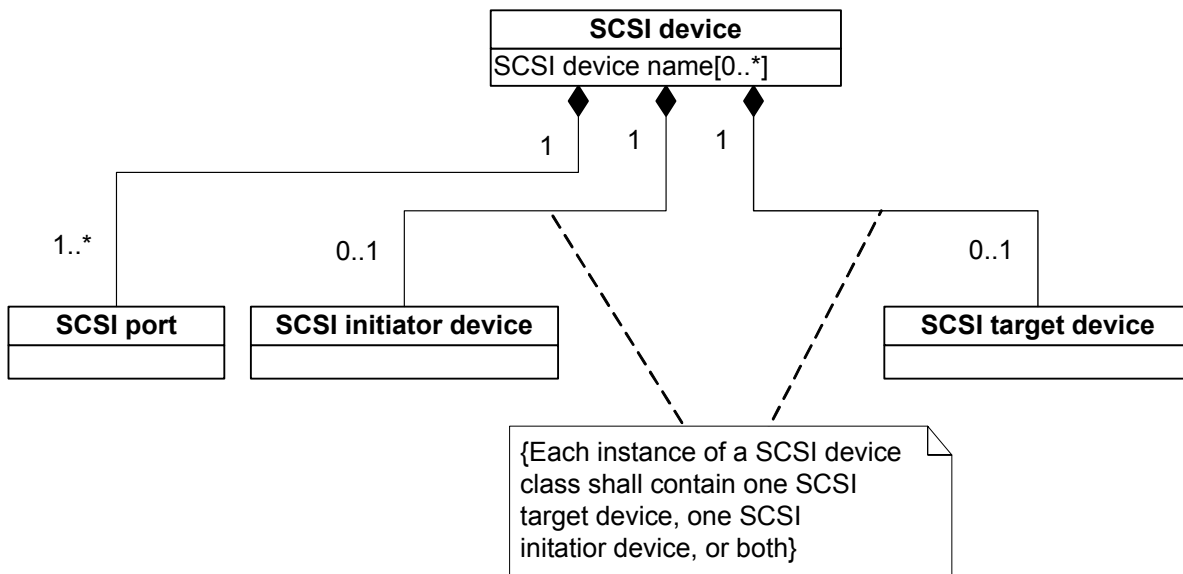 SCSI device
SCSI device name[0..*]
1
1
1
1..*
0..1
0..1
SCSI port
SCSI initiator device
SCSI target device
{Each instance of a SCSI device
class shall contain one SCSI
target device, one SCSI
initatior device, or both}